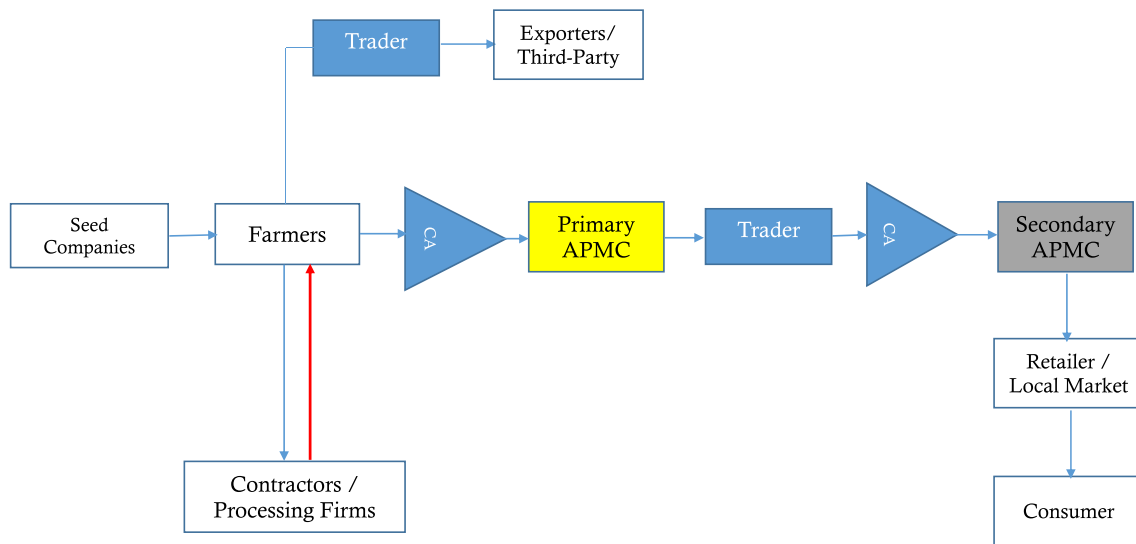 Trader
Exporters/
Third-Party
Seed
Companies
Farmers
CA
Primary
APMC
Trader
CA
Secondary
APMC
Retailer /
Local Market
Contractors /
Processing Firms
Consumer